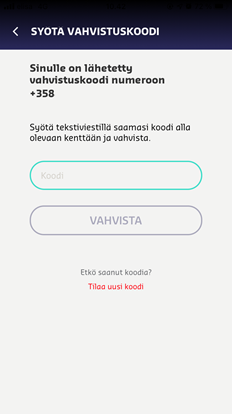 SYÖTÄ VAHVISTUSKOODI
Sinulle on lähetetty
vahvistuskoodi numeroon
+358
Syötä tekstiviestillä saamasi koodi alla
olevaan kenttään ja vahvista.
Koodi
VAHVISTA
Etkö saanut koodia?
Tilaa uusi koodi